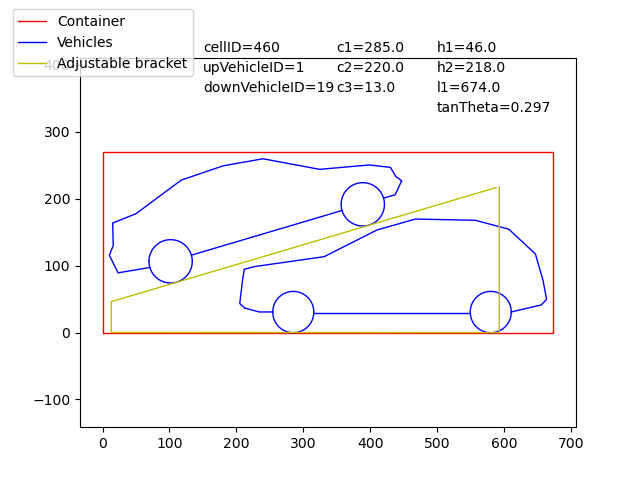 Container
Vehicles
Adjustable bracket
cellID=460 c1=285.0 h1=46.0
upVehicleID=1 c2=220.0 h2=218.0
downVehicleID=19 c3=13.0 l1=674.0
tanTheta=0.297
400
300
200
100
0
−100
0 100 200 300 400 500 600 700